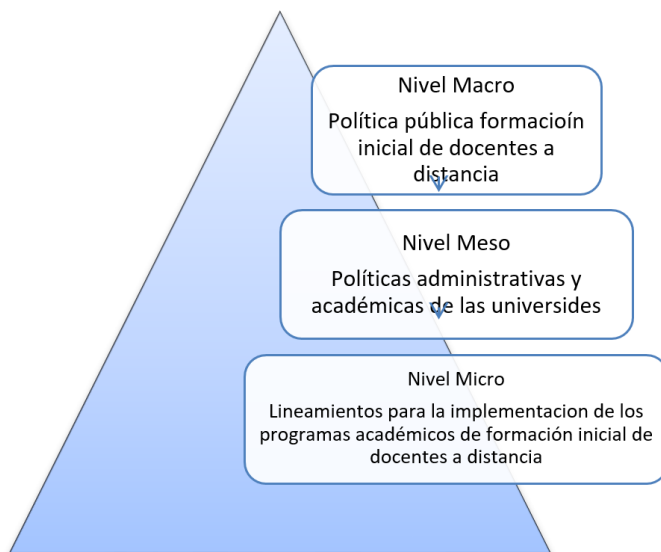 Nivel Macro
Política pública formacioín
inicial de docentes a
distancia
Nivel Meso
Políticas administrativas y
académicas de las universides
Nivel Micro
Lineamientos para la implementacion de los
programas académicos de formación inicial de
docentes a distancia